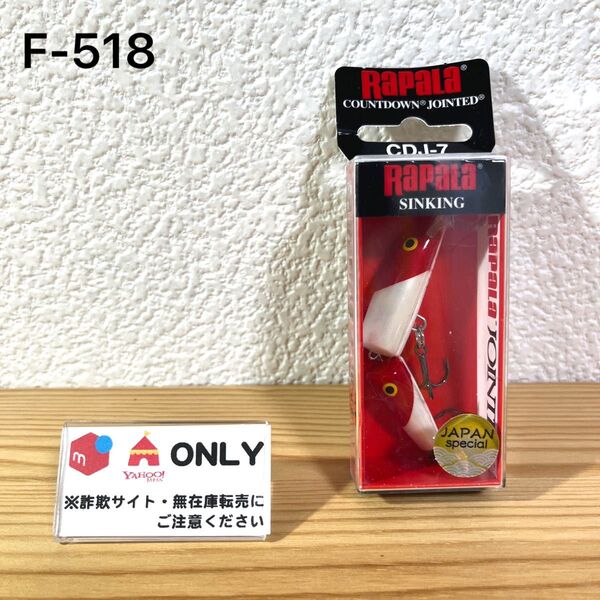 F-518
RAPALA®
COUNTDOWN® JOINTED®
CDJ-7
RAPALA®
SINKING
RAPALA
JAPAN
special
m
YAHOO!
JAPAN
ONLY
※詐欺サイト・無在庫転売に
ご注意ください